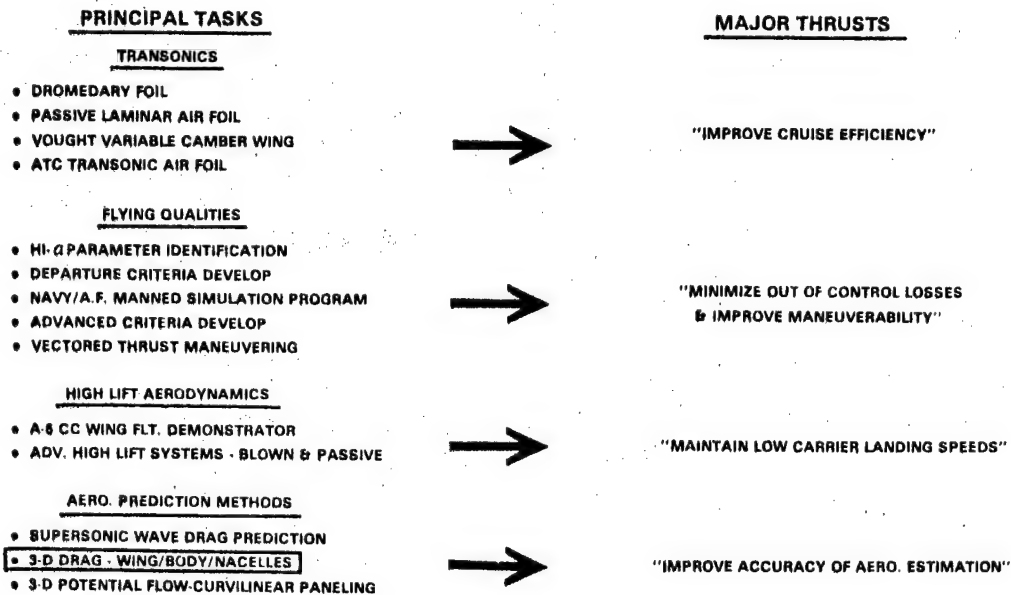 PRINCIPAL TASKS
MAJOR THRUSTS
TRANSONICS
• DROMEDARY FOIL
• PASSIVE LAMINAR AIR FOIL
• VOUGHT VARIABLE CAMBER WING
• ATC TRANSONIC AIR FOIL
"IMPROVE CRUISE EFFICIENCY"
FLYING QUALITIES
• HI-α PARAMETER IDENTIFICATION
• DEPARTURE CRITERIA DEVELOP
• NAVY/A.F. MANNED SIMULATION PROGRAM
• ADVANCED CRITERIA DEVELOP
• VECTORED THRUST MANEUVERING
"MINIMIZE OUT OF CONTROL LOSSES
& IMPROVE MANEUVERABILITY"
HIGH LIFT AERODYNAMICS
• A-6 CC WING FLT. DEMONSTRATOR
• ADV. HIGH LIFT SYSTEMS - BLOWN & PASSIVE
"MAINTAIN LOW CARRIER LANDING SPEEDS"
AERO. PREDICTION METHODS
• SUPERSONIC WAVE DRAG PREDICTION
• 3-D DRAG - WING/BODY/NACELLES
• 3-D POTENTIAL FLOW-CURVILINEAR PANELING
"IMPROVE ACCURACY OF AERO. ESTIMATION"